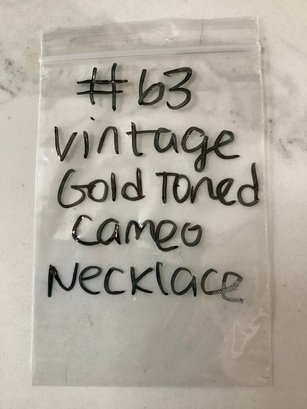 #63
Vintage
Gold Toned
Cameo
Necklace